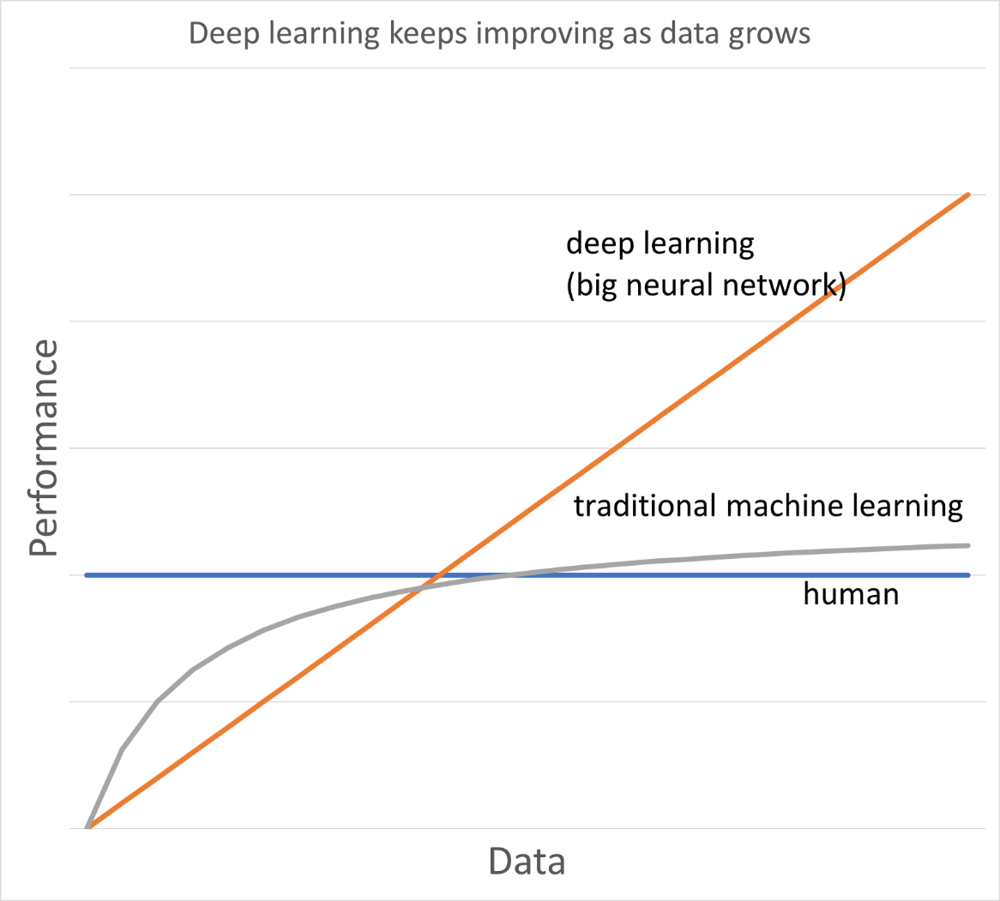 Deep learning keeps improving as data grows
deep learning
(big neural network)
Performance
traditional machine learning
human
Data